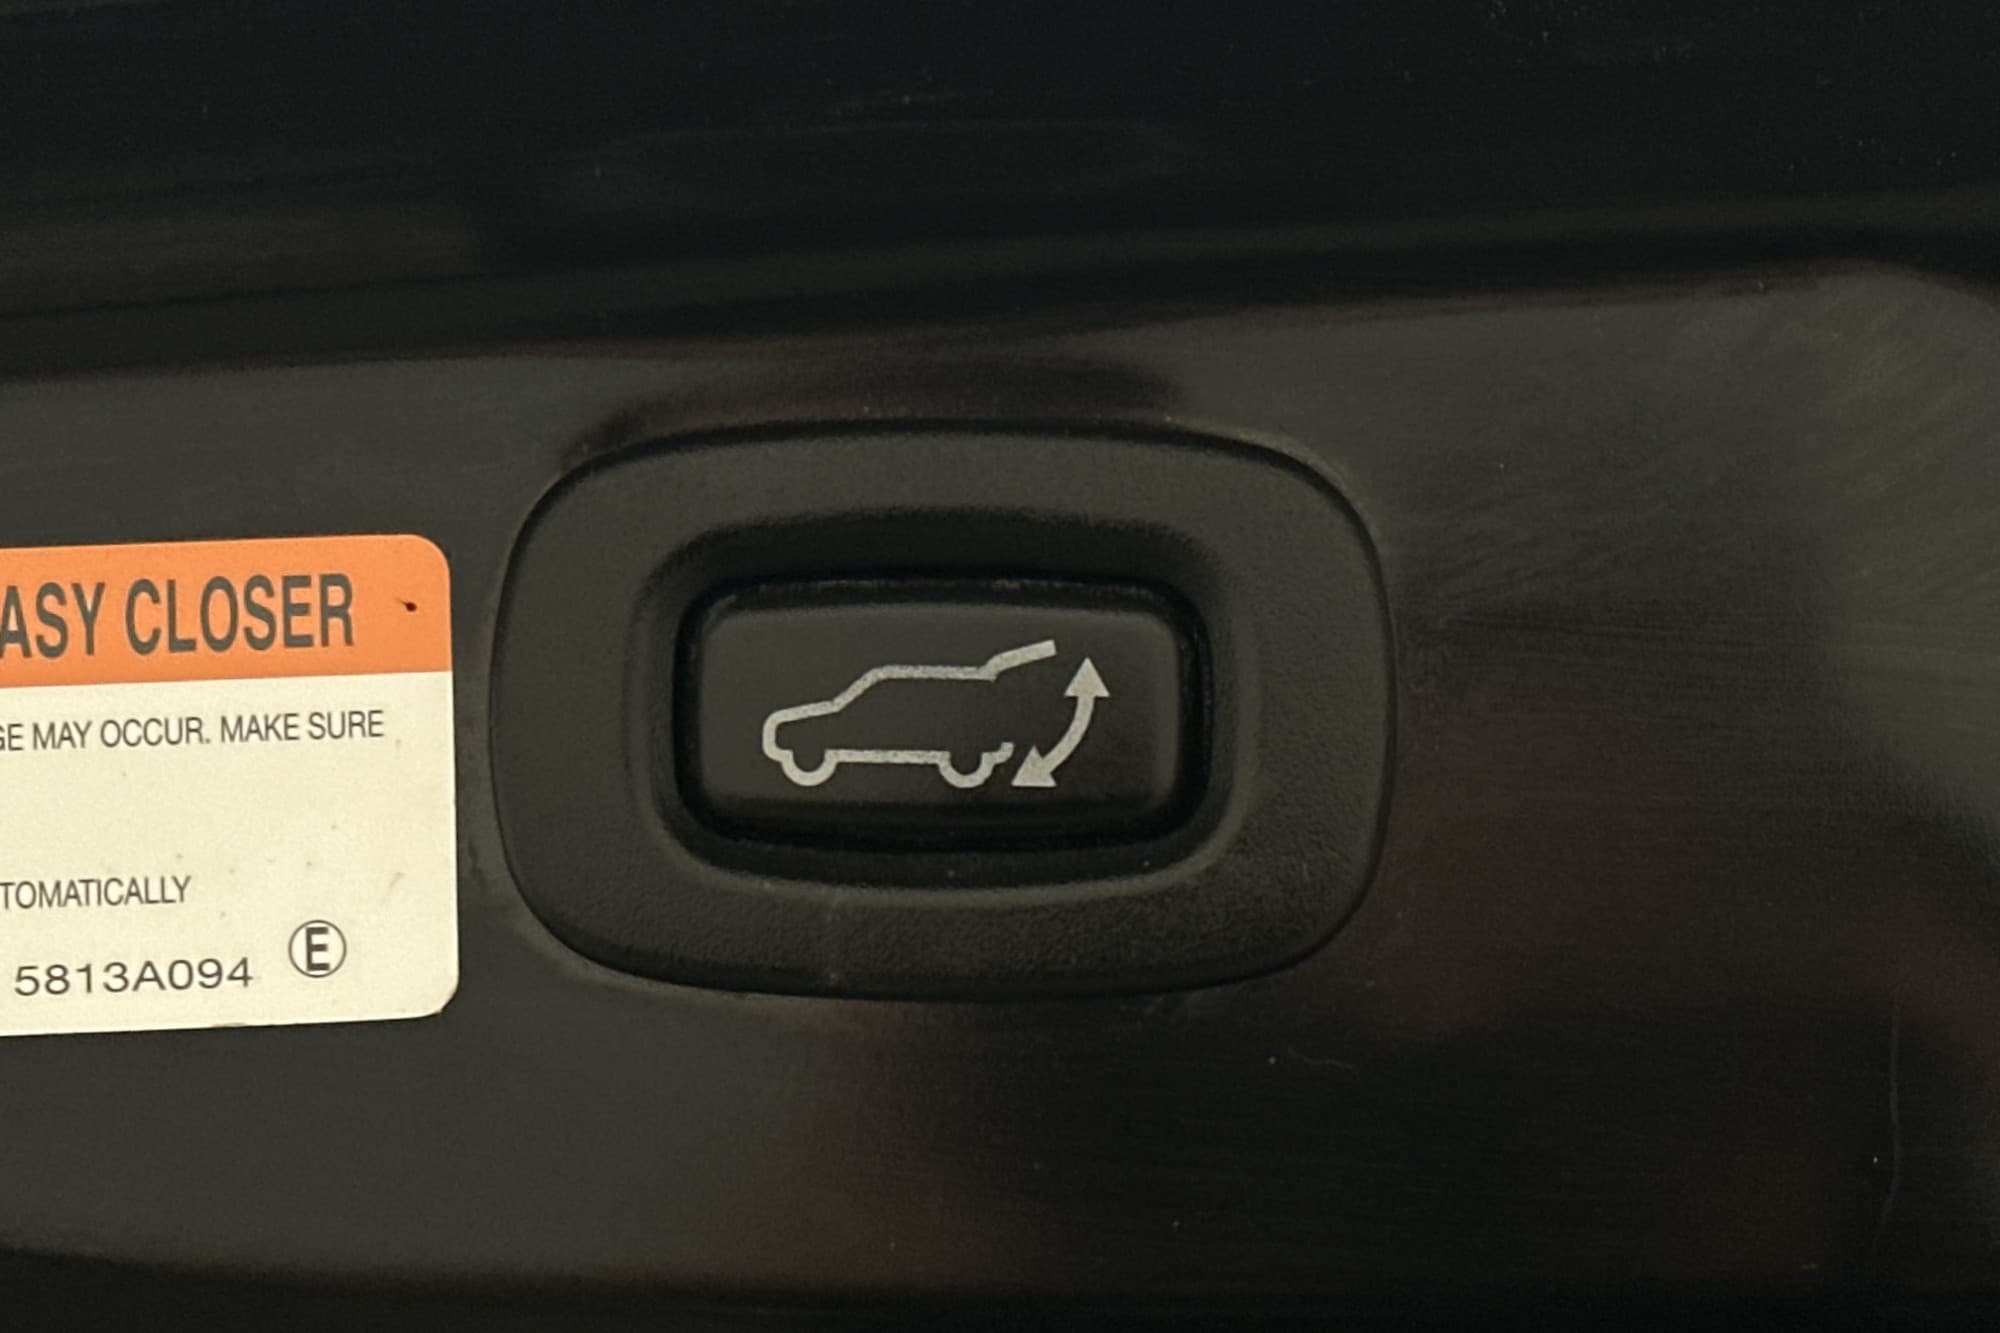 ASY CLOSER
GE MAY OCCUR. MAKE SURE
TOMATICALLY
5813A094 E